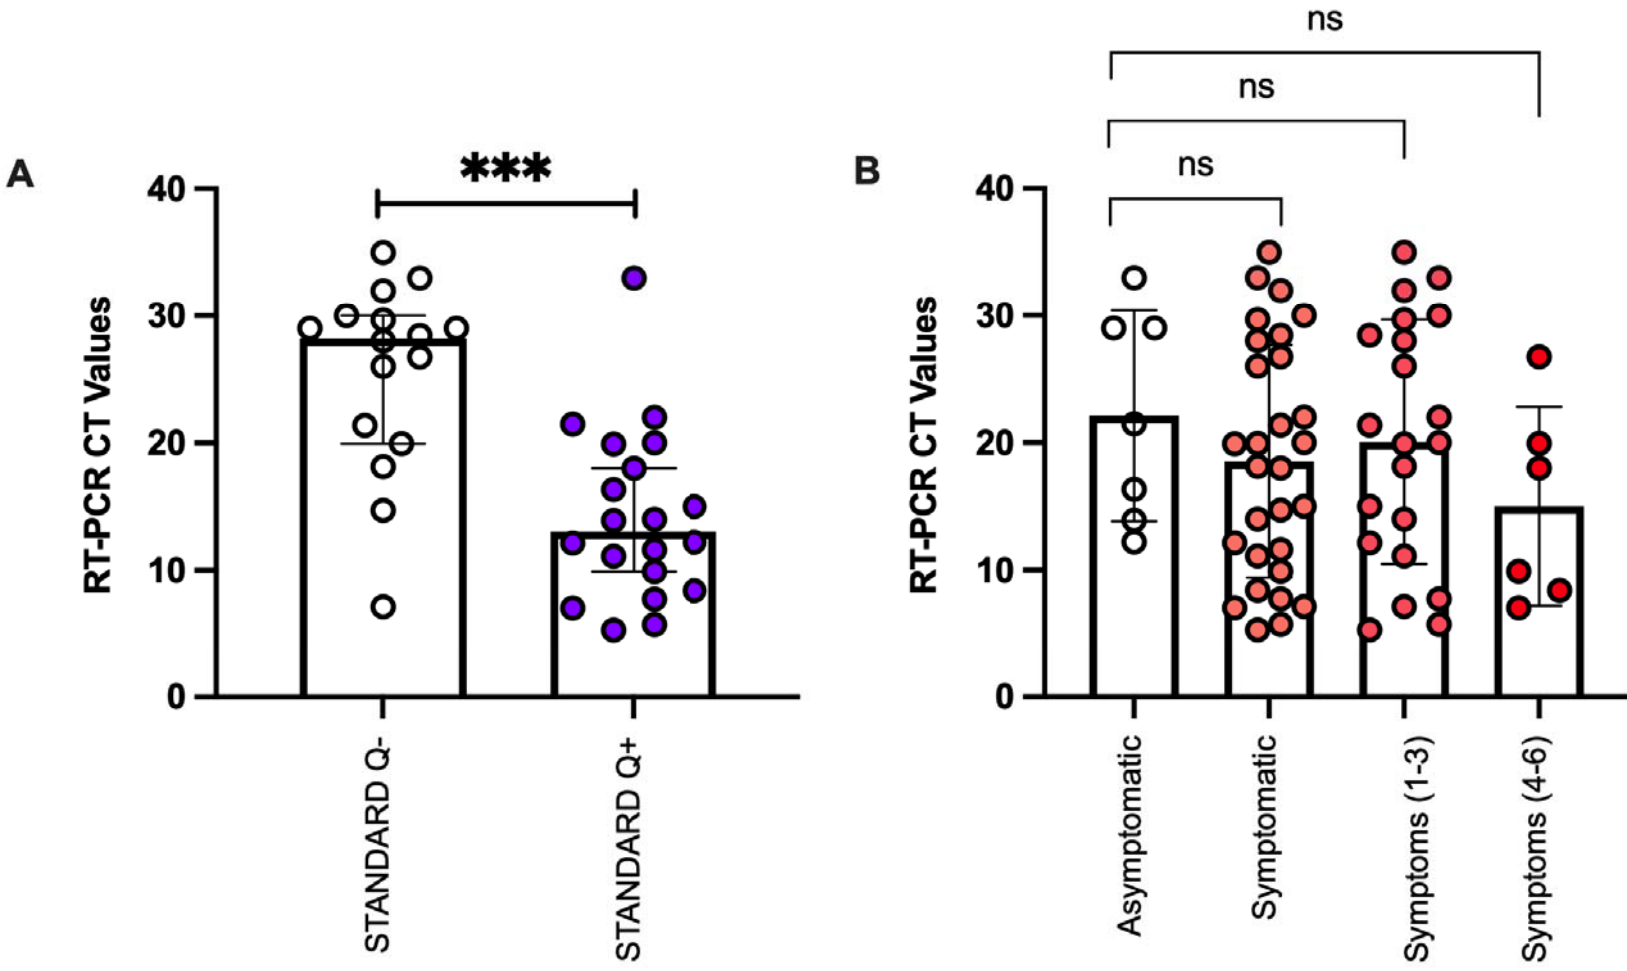 A
***
40
30
20
10
0
RT-PCR CT Values
STANDARD Q-
STANDARD Q+
B
ns
ns
ns
40
30
20
10
0
RT-PCR CT Values
Asymptomatic
Symptomatic
Symptoms (1-3)
Symptoms (4-6)